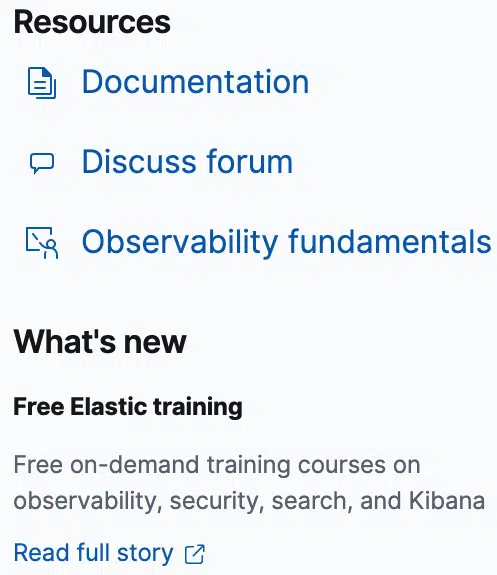 Resources
Documentation
Discuss forum
Observability fundamentals
What's new
Free Elastic training
Free on-demand training courses on
observability, security, search, and Kibana
Read full story